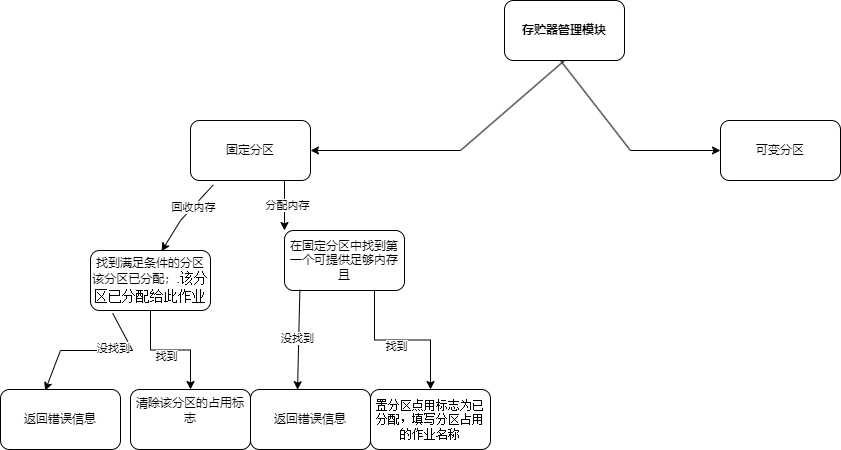 存贮器管理模块
固定分区
可变分区
回收内存
分配内存
找到满足条件的分区
该分区已分配；.该分
区已分配给此作业
在固定分区中找到第
一个可提供足够内存
且
没找到
找到
没找到
找到
返回错误信息
清除该分区的占用标
志
返回错误信息
置分区点用标志为已
分配，填写分区占用
的作业名称